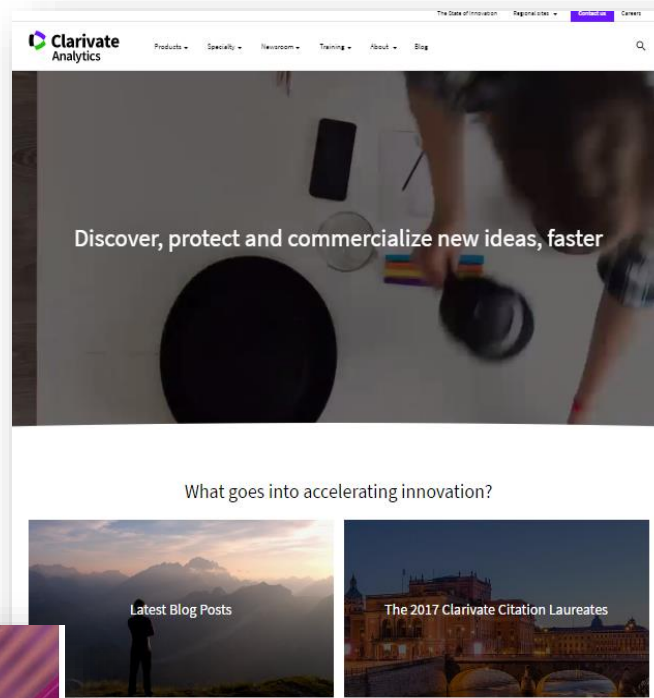 The State of Innovation Regional sites Contact us Careers
Clarivate
Analytics
Products Specialty Newsroom Training About Blog
Discover, protect and commercialize new ideas, faster
What goes into accelerating innovation?
Latest Blog Posts
The 2017 Clarivate Citation Laureates